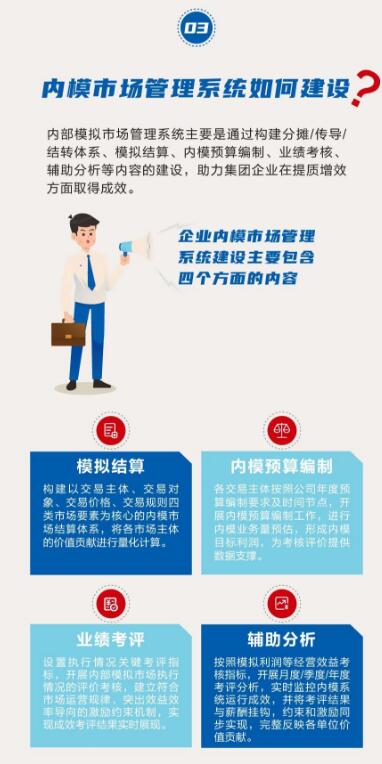 03
内模市场管理系统如何建设?
内部模拟市场管理系统主要是通过构建分摊/传导/
结转体系、模拟结算、内模预算编制、业绩考核、
辅助分析等内容的建设，助力集团企业在提质增效
方面取得成效。
企业内模市场管理
系统建设主要包含
四个方面的内容
模拟结算
构建以交易主体、交易对
象、交易价格、交易规则四
类市场要素为核心的内模市
场结算体系，将各市场主体
的价值贡献进行量化计算。
内模预算编制
各交易主体按照公司年度预
算编制要求及时间节点，开
展内模预算编制工作，进行
内模业务量预估，形成内模
目标利润，为考核评价提供
数据支撑。
业绩考评
设置执行情况关键考评指
标，开展内部模拟市场执行
情况的评价考核，建立符合
市场运营规律、突出效益效
率导向的激励约束机制，实
现成效考评结果实时展现。
辅助分析
按照模拟利润等经营效益考
核指标，开展月度/季度/年度
考评分析，实时监控内模系
统运行成效，并将考评结果
与薪酬挂钩，约束和激励同
步实现，完整反映各单位价
值贡献。